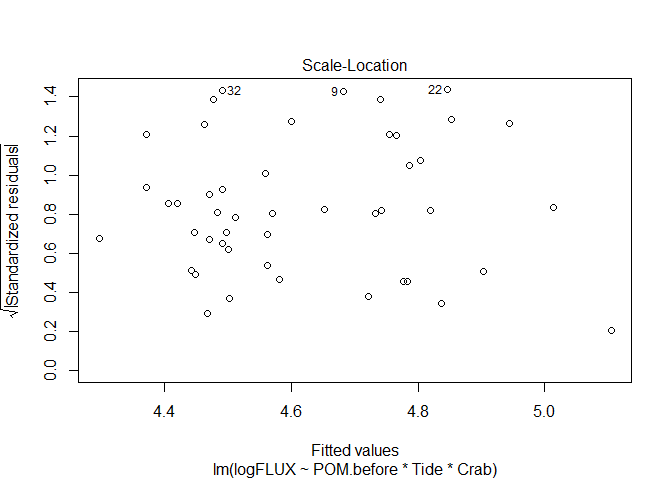 Scale-Location
√|Standardized residuals|
1.4
1.2
1.0
0.8
0.6
0.4
0.2
0.0
32
9
22
4.4 4.6 4.8 5.0
Fitted values
lm(logFLUX ~ POM.before * Tide * Crab)